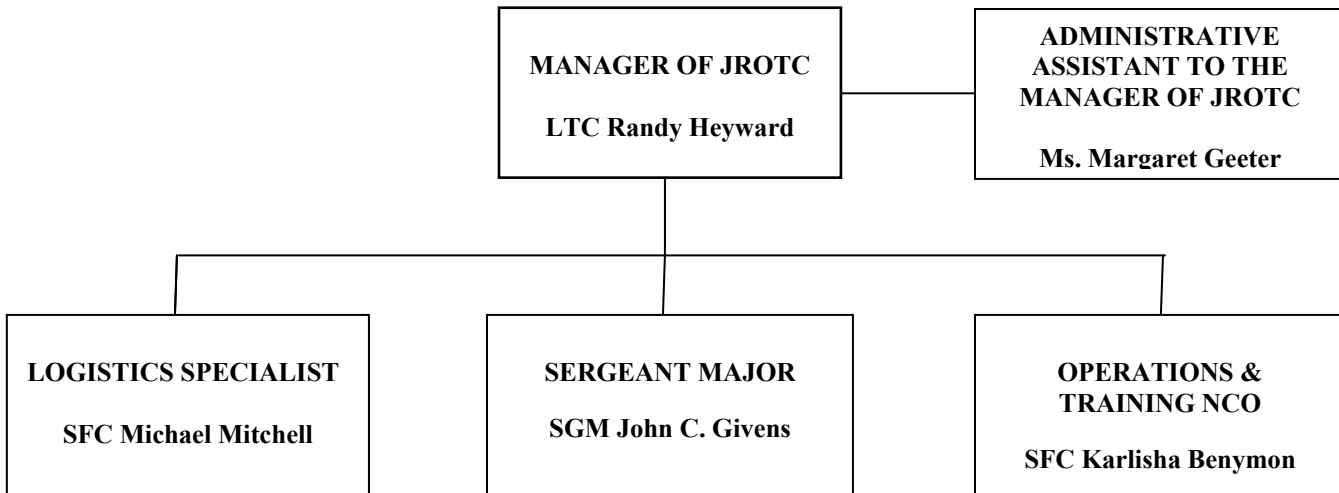 MANAGER OF JROTC
LTC Randy Heyward
ADMINISTRATIVE
ASSISTANT TO THE
MANAGER OF JROTC
Ms. Margaret Geeter
LOGISTICS SPECIALIST
SFC Michael Mitchell
SERGEANT MAJOR
SGM John C. Givens
OPERATIONS &
TRAINING NCO
SFC Karlisha Benymon